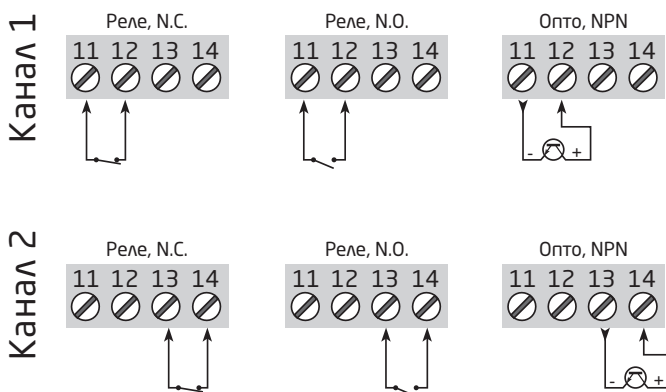 Канал 1
Реле, N.C.
11 12 13 14
Реле, N.O.
11 12 13 14
Опто, NPN
11 12 13 14
- +
Канал 2
Реле, N.C.
11 12 13 14
Реле, N.O.
11 12 13 14
Опто, NPN
11 12 13 14
- +